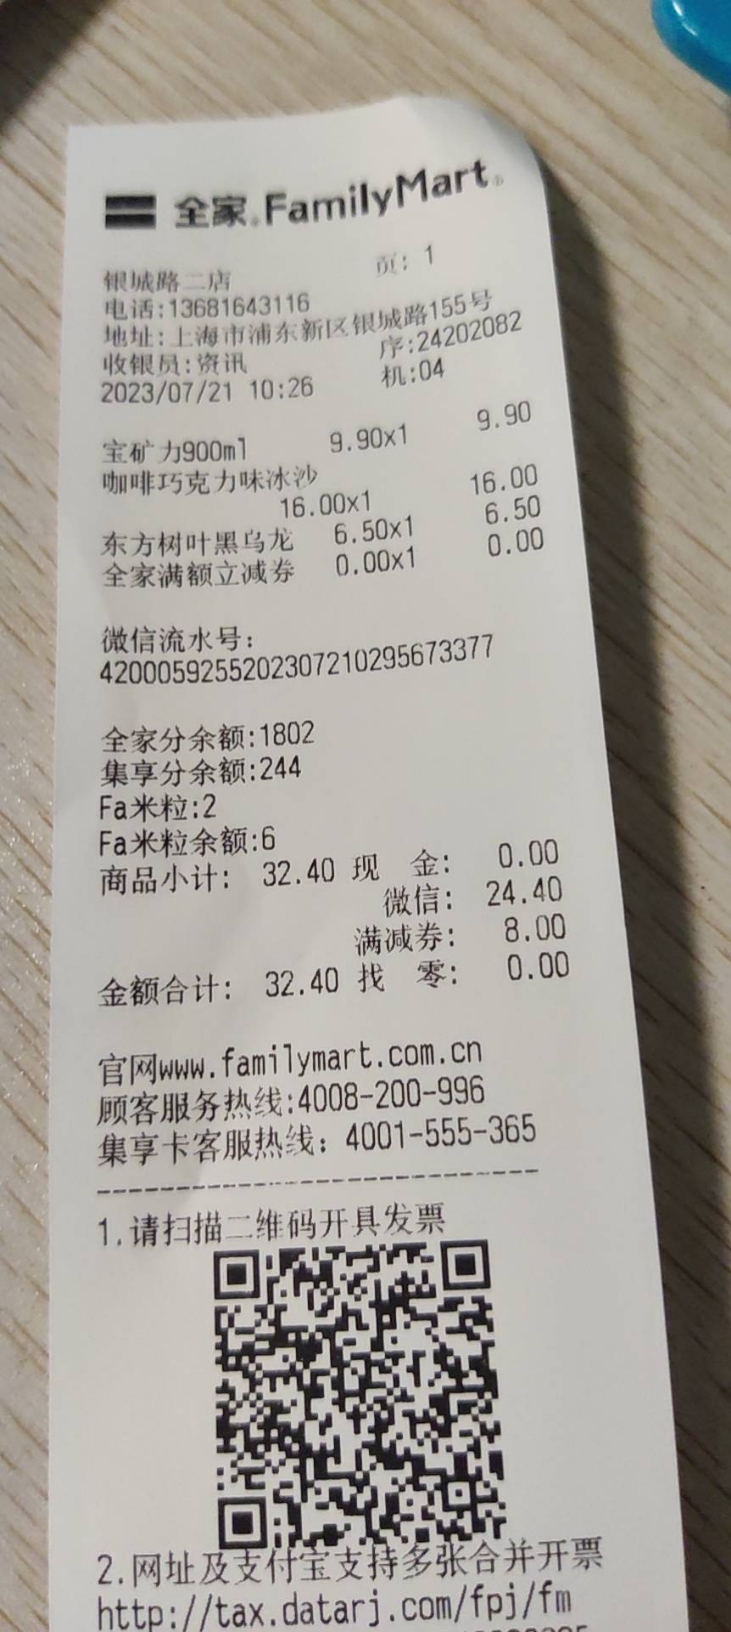 全家®FamilyMart®
页: 1
银城路二店
电话:13681643116
地址:上海市浦东新区银城路155号
收银员:资讯 序:24202082
2023/07/21 10:26 机:04
宝矿力900ml 9.90x1 9.90
咖啡巧克力味冰沙
16.00x1 16.00
东方树叶黑乌龙 6.50x1 6.50
全家满额立减券 0.00x1 0.00
微信流水号:
4200059255202307210295673377
全家分余额:1802
集享分余额:244
Fa米粒:2
Fa米粒余额:6
商品小计: 32.40 现 金: 0.00
微信: 24.40
满减券: 8.00
金额合计: 32.40 找 零: 0.00
官网www.familymart.com.cn
顾客服务热线:4008-200-996
集享卡客服热线: 4001-555-365
1.请扫描二维码开具发票
2.网址及支付宝支持多张合并开票
http://tax.datarj.com/fpj/fm